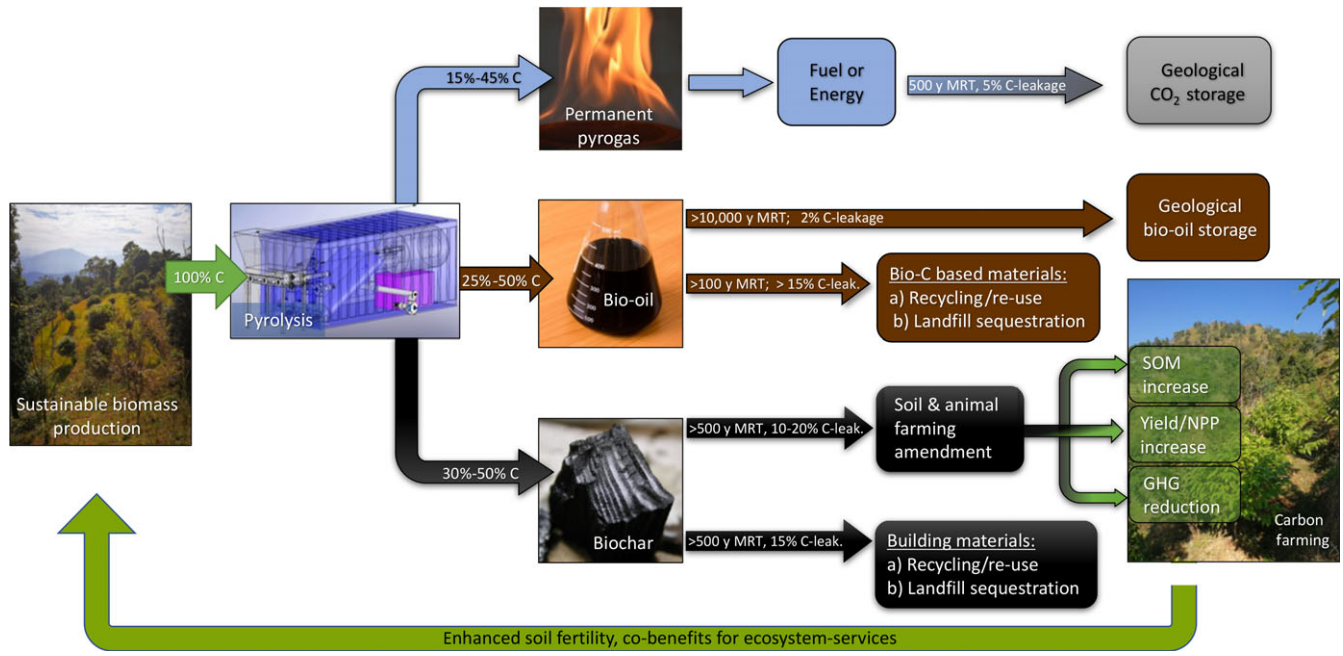 15%-45% C
Permanent
pyrogas
Fuel or
Energy
500 y MRT, 5% C-leakage
Geological
CO₂ storage
Sustainable biomass
production
100% C
Pyrolysis
25%-50% C
Bio-oil
>10,000 y MRT; 2% C-leakage
Geological
bio-oil storage
>100 y MRT; > 15% C-leak.
Bio-C based materials:
a) Recycling/re-use
b) Landfill sequestration
30%-50% C
Biochar
>500 y MRT, 10-20% C-leak.
Soil & animal
farming
amendment
SOM
increase
Yield/NPP
increase
GHG
reduction
Carbon
farming
>500 y MRT, 15% C-leak.
Building materials:
a) Recycling/re-use
b) Landfill sequestration
Enhanced soil fertility, co-benefits for ecosystem-services